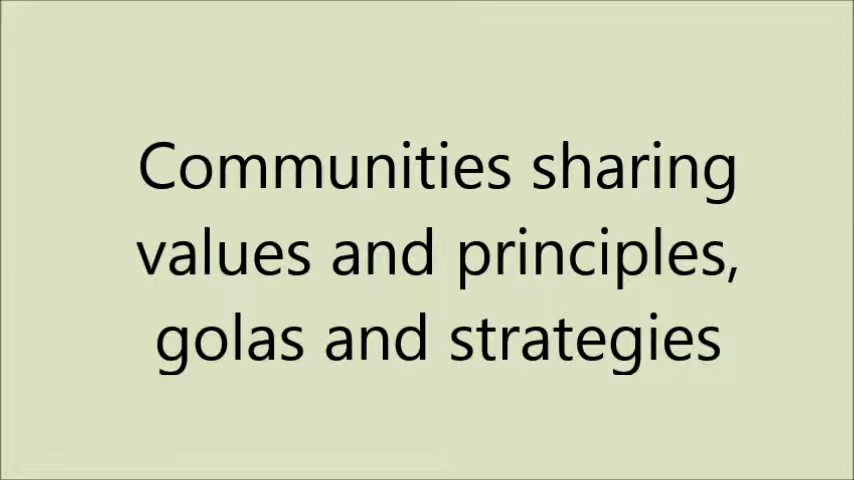 Communities sharing
values and principles,
golas and strategies